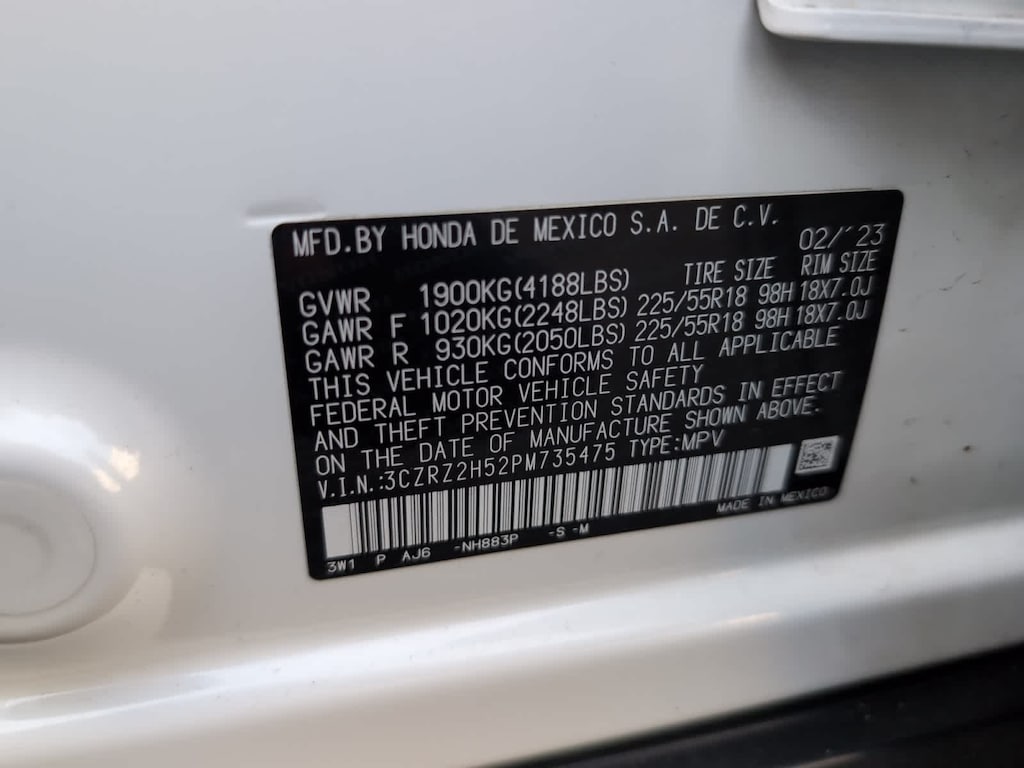 MFD.BY HONDA DE MEXICO S.A. DE C.V.
02/'23
TIRE SIZE RIM SIZE
GVWR 1900KG(4188LBS)
GAWR F 1020KG(2248LBS) 225/55R18 98H 18X7.0J
GAWR R 930KG(2050LBS) 225/55R18 98H 18X7.0J
THIS VEHICLE CONFORMS TO ALL APPLICABLE
FEDERAL MOTOR VEHICLE SAFETY
AND THEFT PREVENTION STANDARDS IN EFFECT
ON THE DATE OF MANUFACTURE SHOWN ABOVE.
V.I.N.:3CZRZ2H52PM735475 TYPE:MPV
MADE IN MEXICO
3W1 P AJ6 -NH883P -S -M